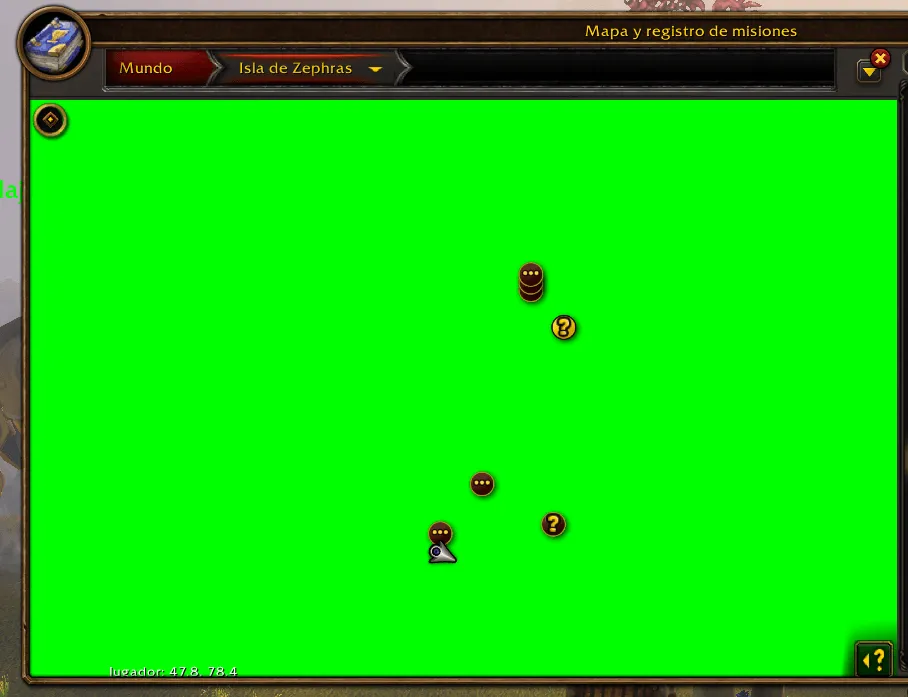 Mapa y registro de misiones
Mundo
Isla de Zephras
Jugador: 47.8, 78.4